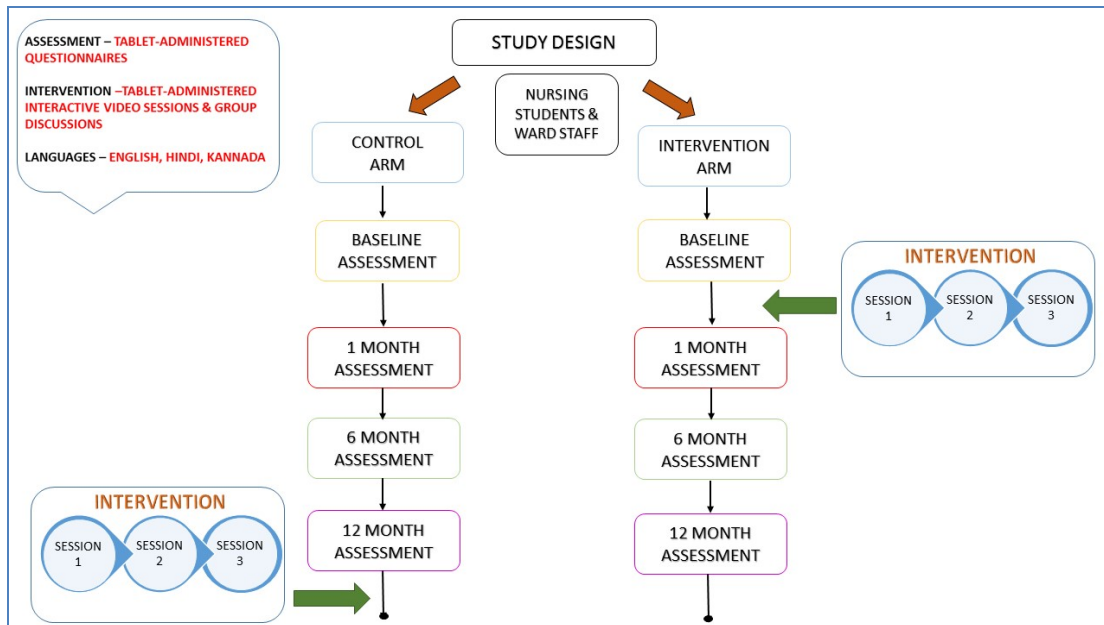 ASSESSMENT – TABLET-ADMINISTERED
QUESTIONNAIRES
INTERVENTION –TABLET-ADMINISTERED
INTERACTIVE VIDEO SESSIONS & GROUP
DISCUSSIONS
LANGUAGES – ENGLISH, HINDI, KANNADA
STUDY DESIGN
NURSING
STUDENTS &
WARD STAFF
CONTROL
ARM
BASELINE
ASSESSMENT
1 MONTH
ASSESSMENT
6 MONTH
ASSESSMENT
12 MONTH
ASSESSMENT
INTERVENTION
SESSION
1
SESSION
2
SESSION
3
INTERVENTION
ARM
BASELINE
ASSESSMENT
1 MONTH
ASSESSMENT
6 MONTH
ASSESSMENT
12 MONTH
ASSESSMENT
INTERVENTION
SESSION
1
SESSION
2
SESSION
3